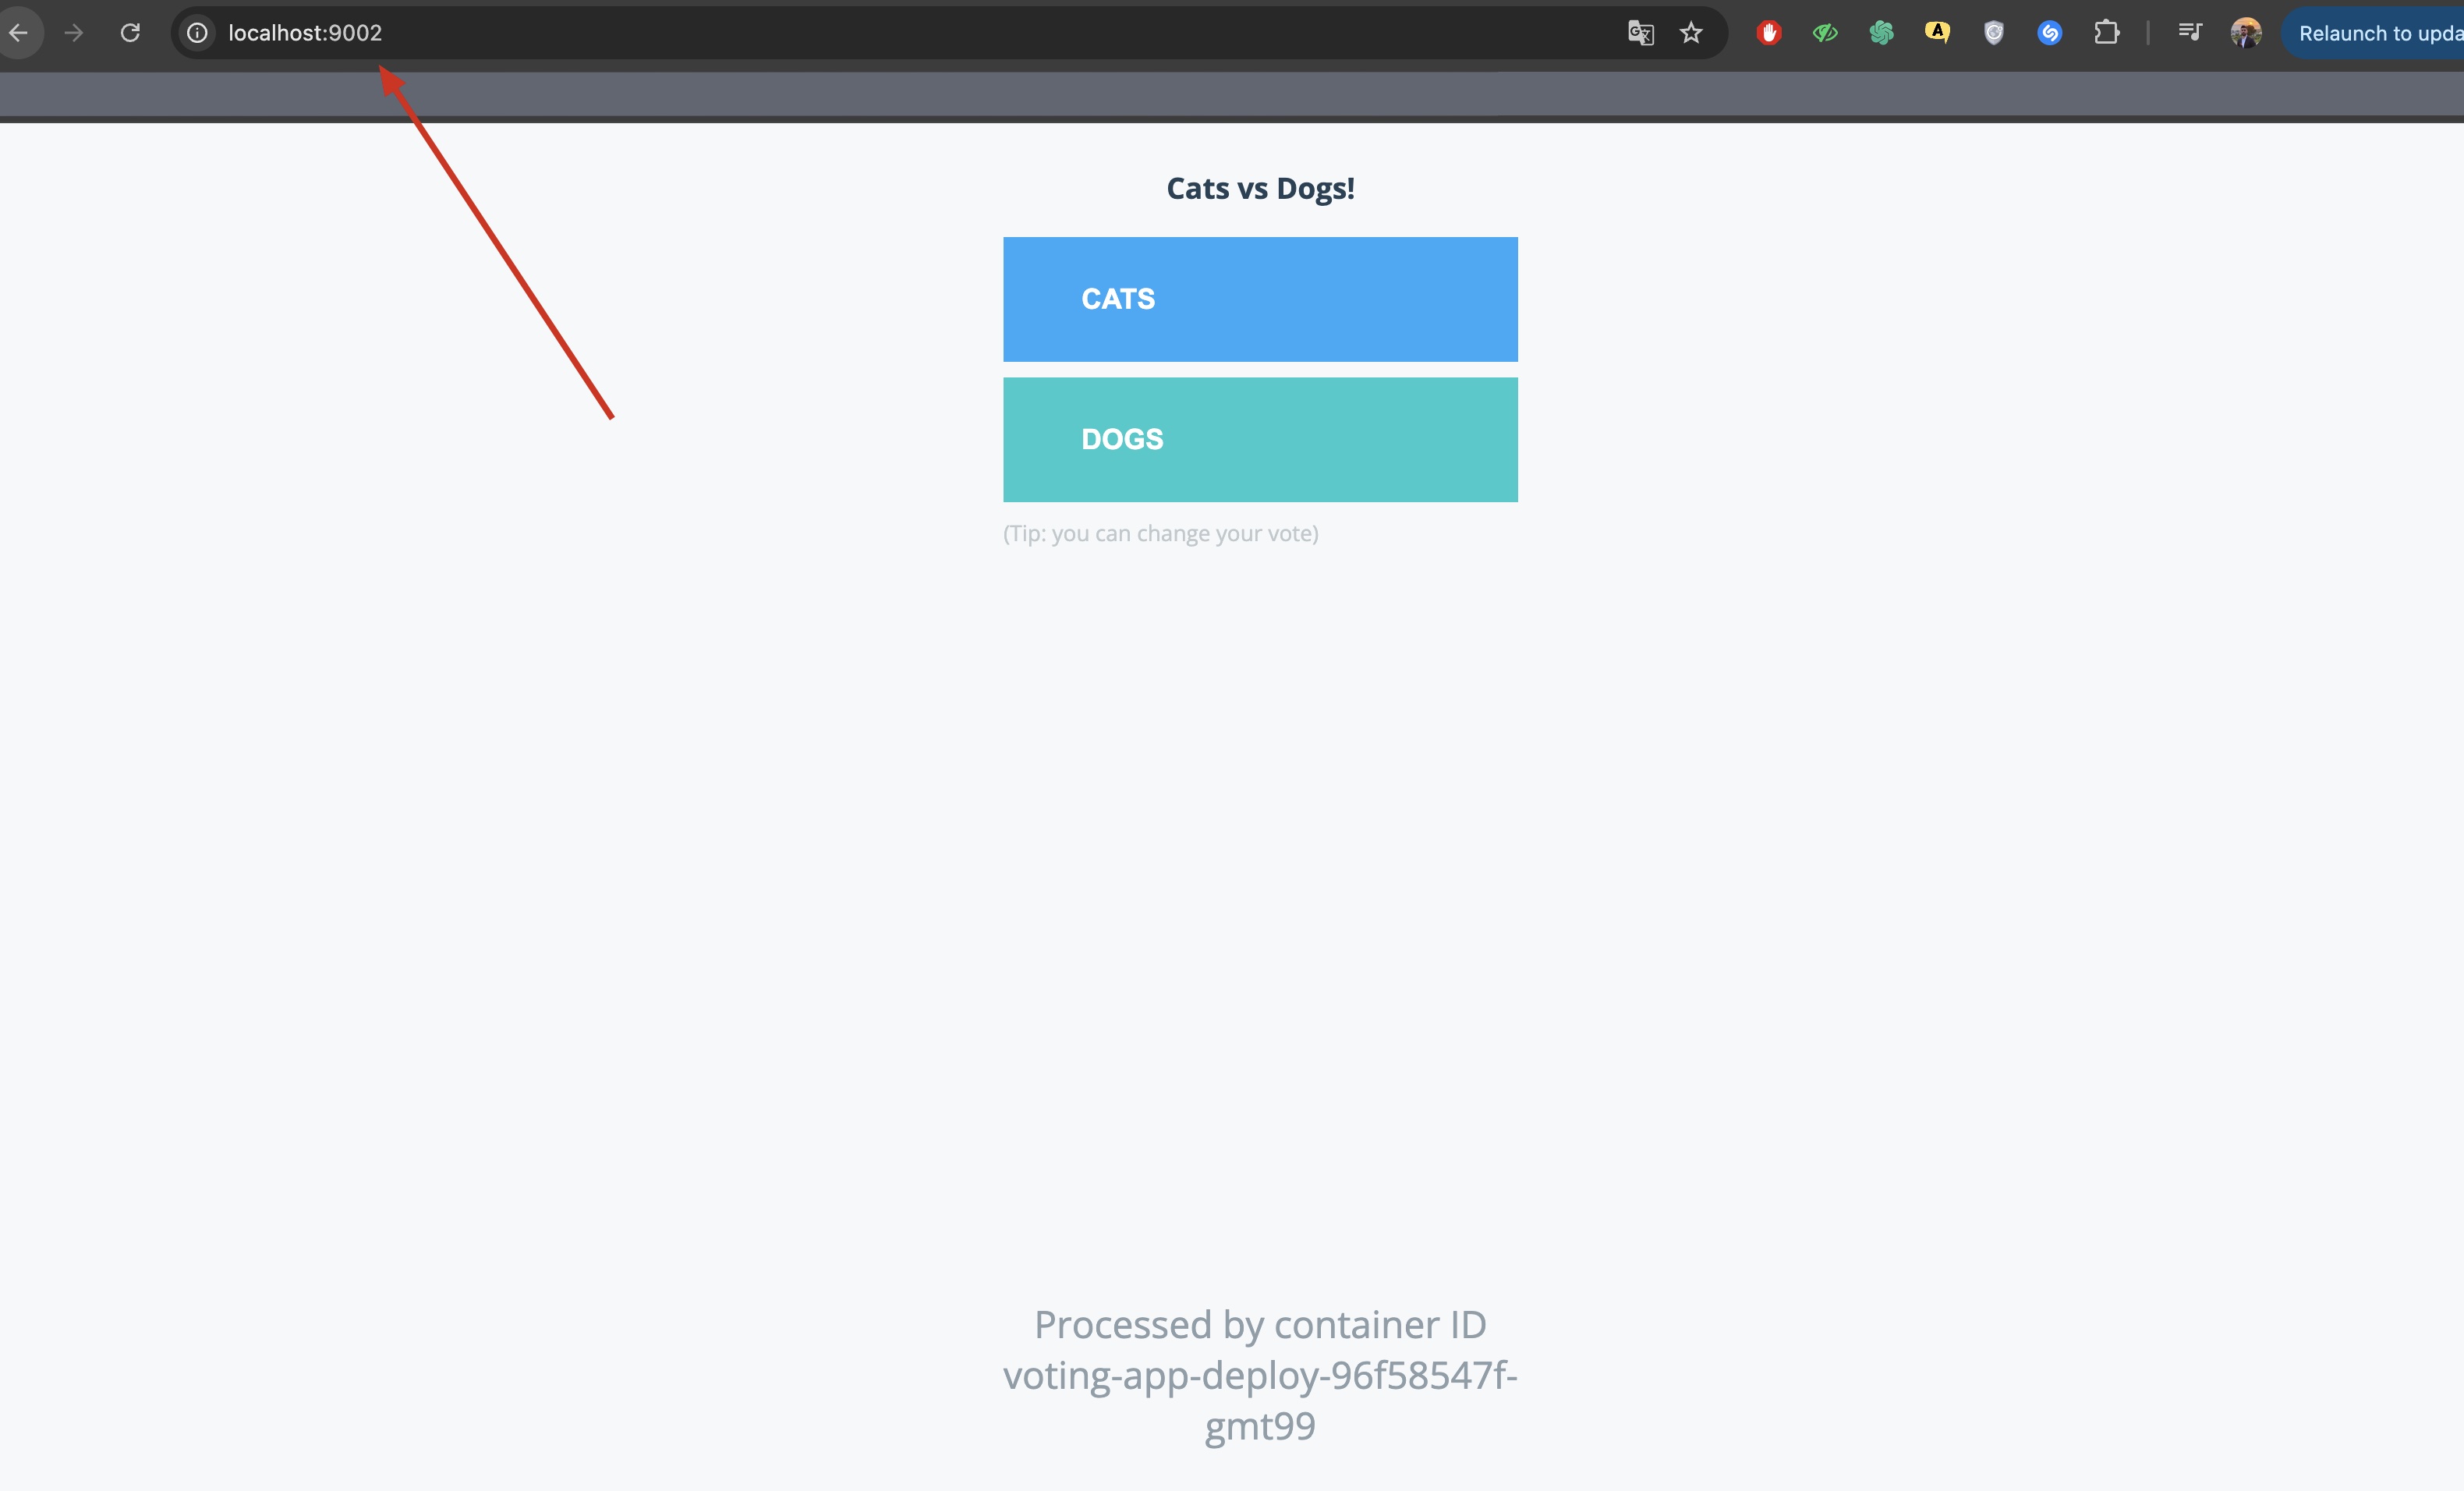 localhost:9002
Relaunch to upda
Cats vs Dogs!
CATS
DOGS
(Tip: you can change your vote)
Processed by container ID
voting-app-deploy-96f58547f-
gmt99